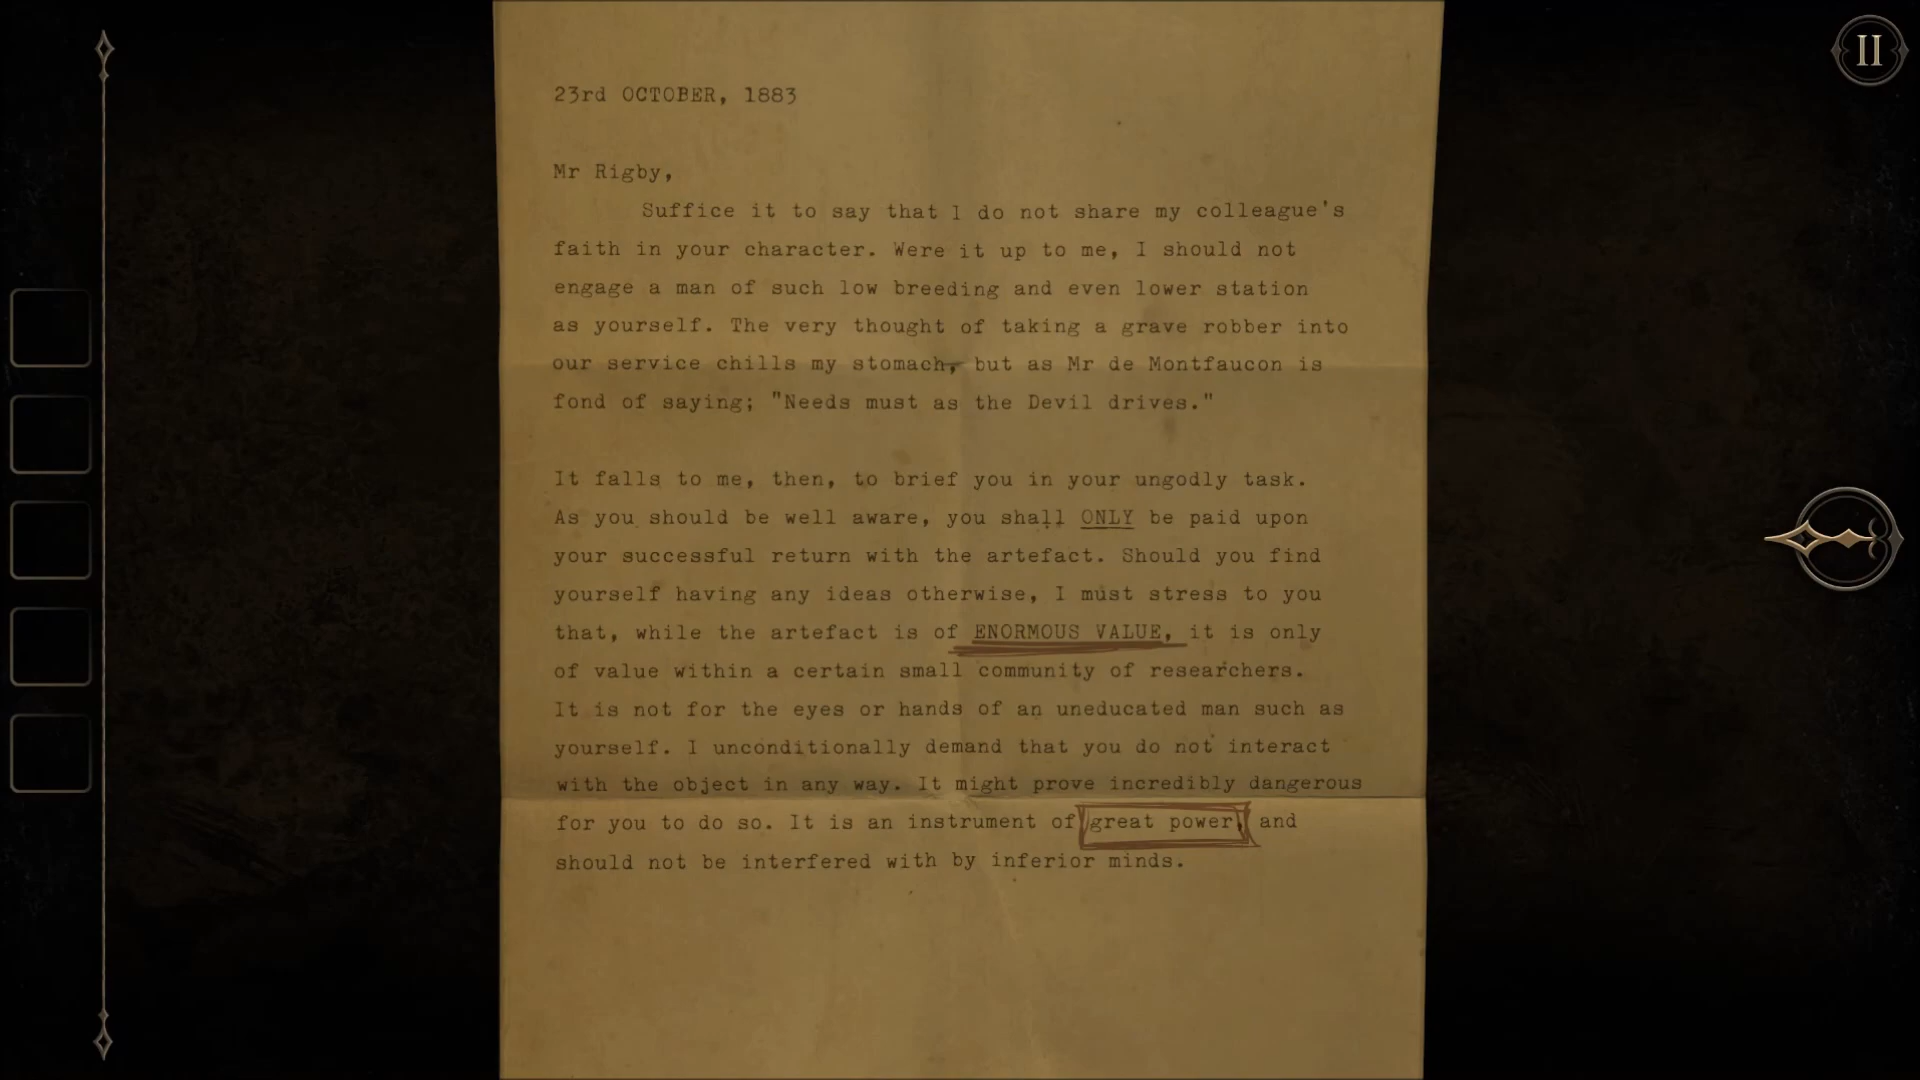 23rd OCTOBER, 1883
Mr Rigby,
Suffice it to say that I do not share my colleague's
faith in your character. Were it up to me, I should not
engage a man of such low breeding and even lower station
as yourself. The very thought of taking a grave robber into
our service chills my stomach, but as Mr de Montfaucon is
fond of saying; "Needs must as the Devil drives."
It falls to me, then, to brief you in your ungodly task.
As you should be well aware, you shall ONLY be paid upon
your successful return with the artefact. Should you find
yourself having any ideas otherwise, I must stress to you
that, while the artefact is of ENORMOUS VALUE, it is only
of value within a certain small community of researchers.
It is not for the eyes or hands of an uneducated man such as
yourself. I unconditionally demand that you do not interact
with the object in any way. It might prove incredibly dangerous
for you to do so. It is an instrument of great power, and
should not be interfered with by inferior minds.